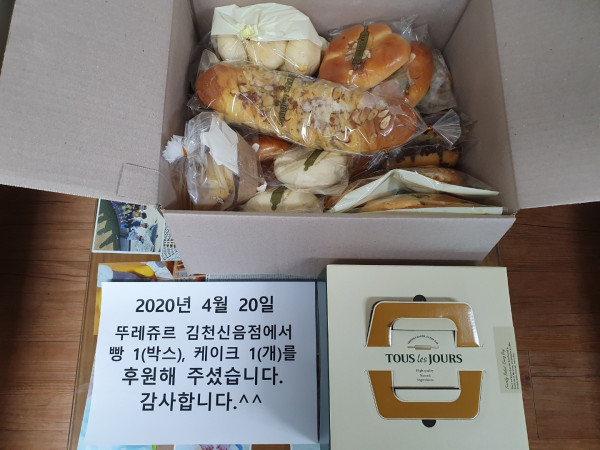 2020년 4월 20일
뚜레쥬르 김천신음점에서
빵 1(박스), 케이크 1(개)를
후원해 주셨습니다.
감사합니다.^^
TOUS les JOURS